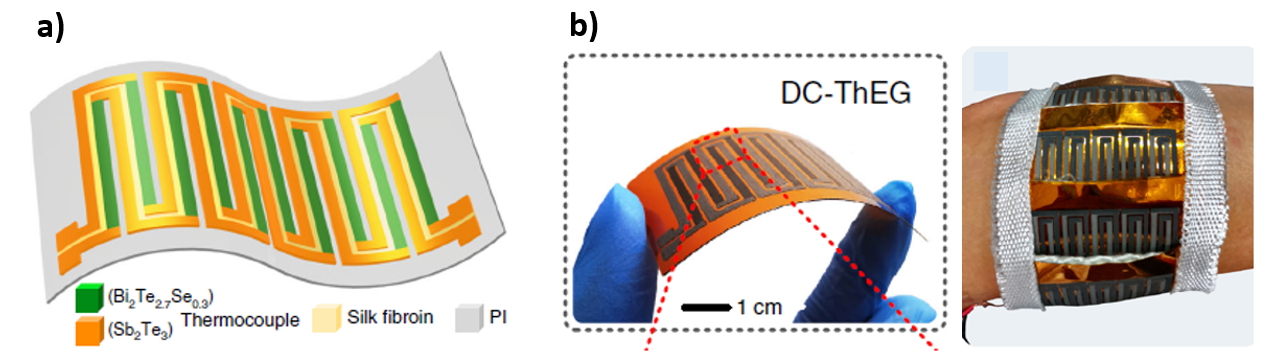 a)
(Bi₂Te₂.₇Se₀.₃)
(Sb₂Te₃)
Thermocouple
Silk fibroin
PI
b)
DC-ThEG
1 cm